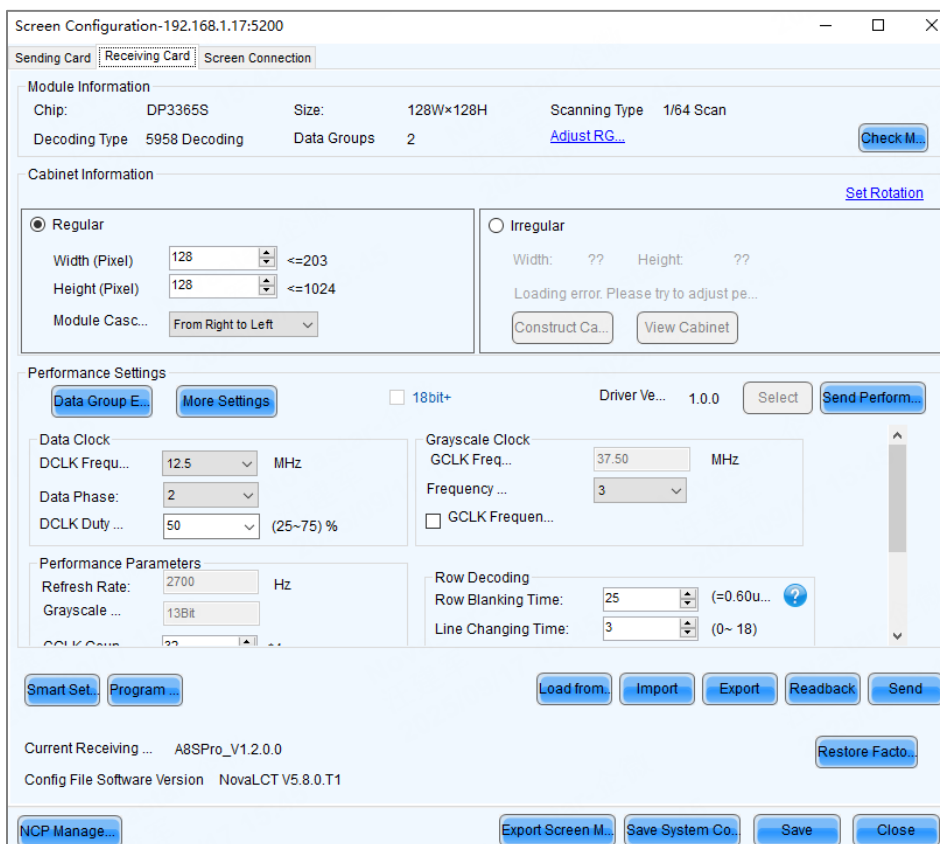 Screen Configuration-192.168.1.17:5200
Sending Card Receiving Card Screen Connection
Module Information
Chip: DP3365S Size: 128W×128H Scanning Type 1/64 Scan
Decoding Type 5958 Decoding Data Groups 2 Adjust RG... Check M...
Cabinet Information
Set Rotation
Regular
Width (Pixel) 128 <=203
Height (Pixel) 128 <=1024
Module Casc... From Right to Left
Irregular
Width: ?? Height: ??
Loading error. Please try to adjust pe...
Construct Ca... View Cabinet
Performance Settings
Data Group E... More Settings 18bit+ Driver Ve... 1.0.0 Select Send Perform...
Data Clock
DCLK Frequ... 12.5 MHz
Data Phase: 2
DCLK Duty ... 50 (25~75) %
Grayscale Clock
GCLK Freq... 37.50 MHz
Frequency ... 3
GCLK Frequen...
Performance Parameters
Refresh Rate: 2700 Hz
Grayscale ... 13Bit
Row Decoding
Row Blanking Time: 25 (=0.60u...
Line Changing Time: 3 (0~ 18)
Smart Set... Program ... Load from.. Import Export Readback Send
Current Receiving ... A8SPro_V1.2.0.0
Restore Facto...
Config File Software Version NovaLCT V5.8.0.T1
NCP Manage... Export Screen M... Save System Co... Save Close